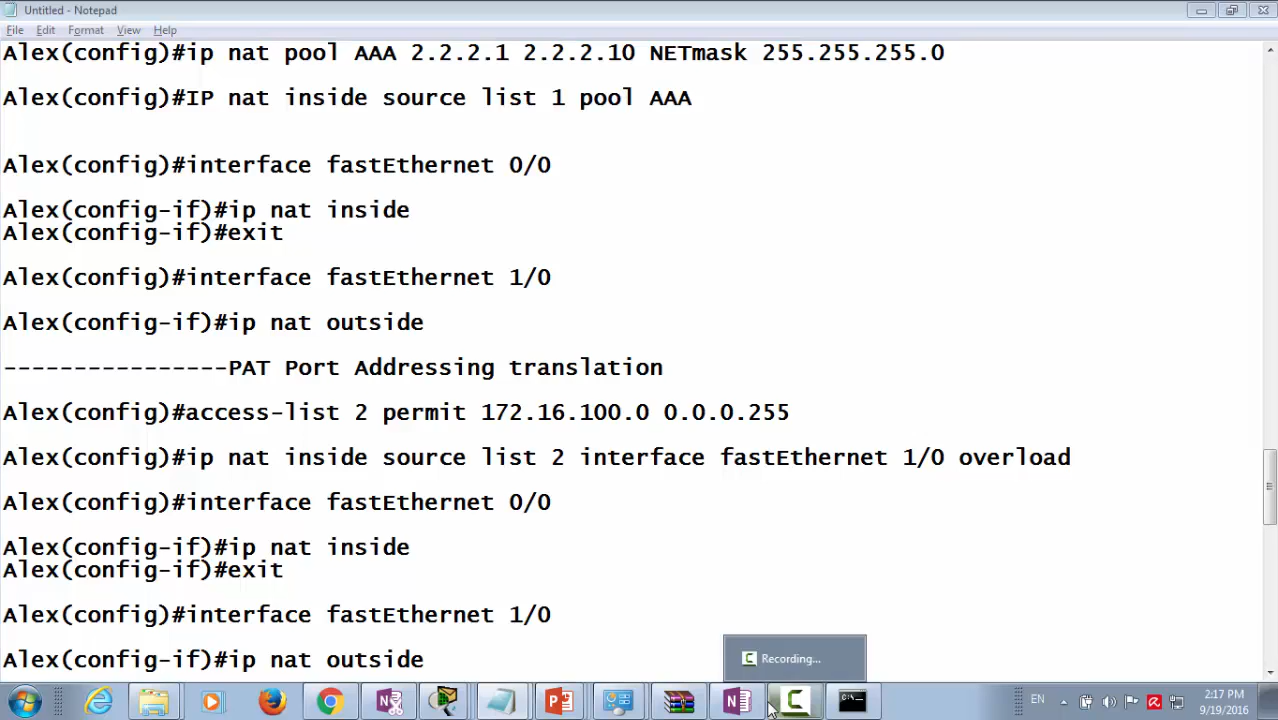 Untitled - Notepad
File Edit Format View Help
Alex(config)#ip nat pool AAA 2.2.2.1 2.2.2.10 NETmask 255.255.255.0
Alex(config)#IP nat inside source list 1 pool AAA
Alex(config)#interface fastEthernet 0/0
Alex(config-if)#ip nat inside
Alex(config-if)#exit
Alex(config)#interface fastEthernet 1/0
Alex(config-if)#ip nat outside
----------------PAT Port Addressing translation
Alex(config)#access-list 2 permit 172.16.100.0 0.0.0.255
Alex(config)#ip nat inside source list 2 interface fastEthernet 1/0 overload
Alex(config)#interface fastEthernet 0/0
Alex(config-if)#ip nat inside
Alex(config-if)#exit
Alex(config)#interface fastEthernet 1/0
Alex(config-if)#ip nat outside
Recording...
EN
2:17 PM
9/19/2016